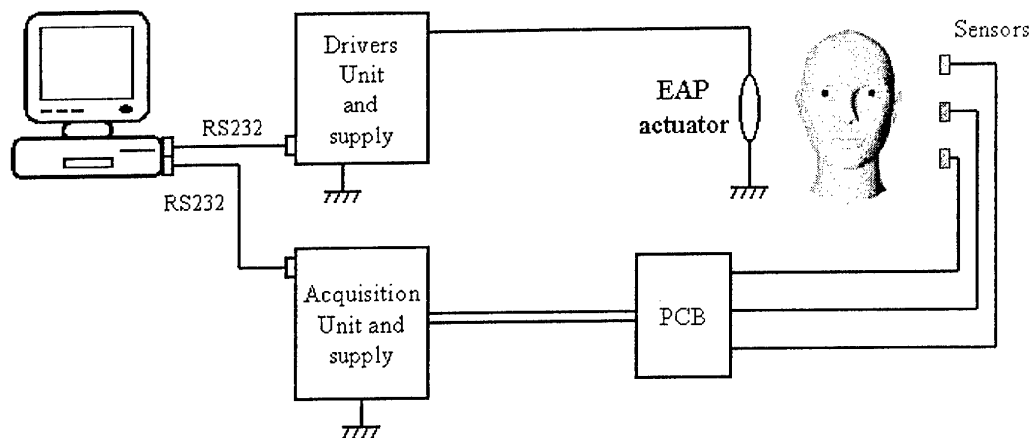 Drivers
Unit
and
supply
Sensors
EAP
actuator
RS232
RS232
Acquisition
Unit and
supply
PCB